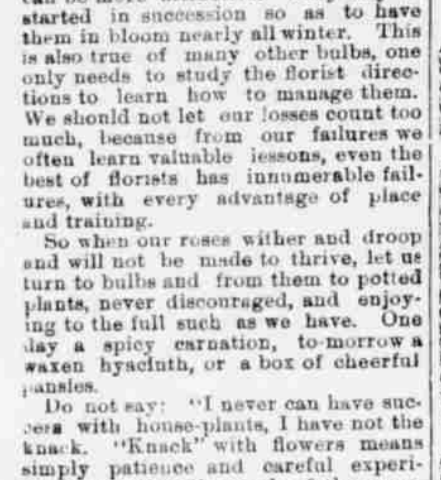 started in succession so as to have
them in bloom nearly all winter. This
is also true of many other bulbs, one
only needs to study the florist direc-
tions to learn how to manage them.
We should not let our losses count too
much, because from our failures we
often learn valuable lessons, even the
best of florists has innumerable fail-
ures, with every advantage of place
and training.
So when our roses wither and droop
and will not be made to thrive, let us
turn to bulbs and from them to potted
plants, never discouraged, and enjoy-
ing to the full such as we have. One
day a spicy carnation, to-morrow a
waxen hyacinth, or a box of cheerful
pansies.
Do not say: "I never can have suc-
cess with house-plants, I have not the
knack. "Knack" with flowers means
simply patience and careful experi-